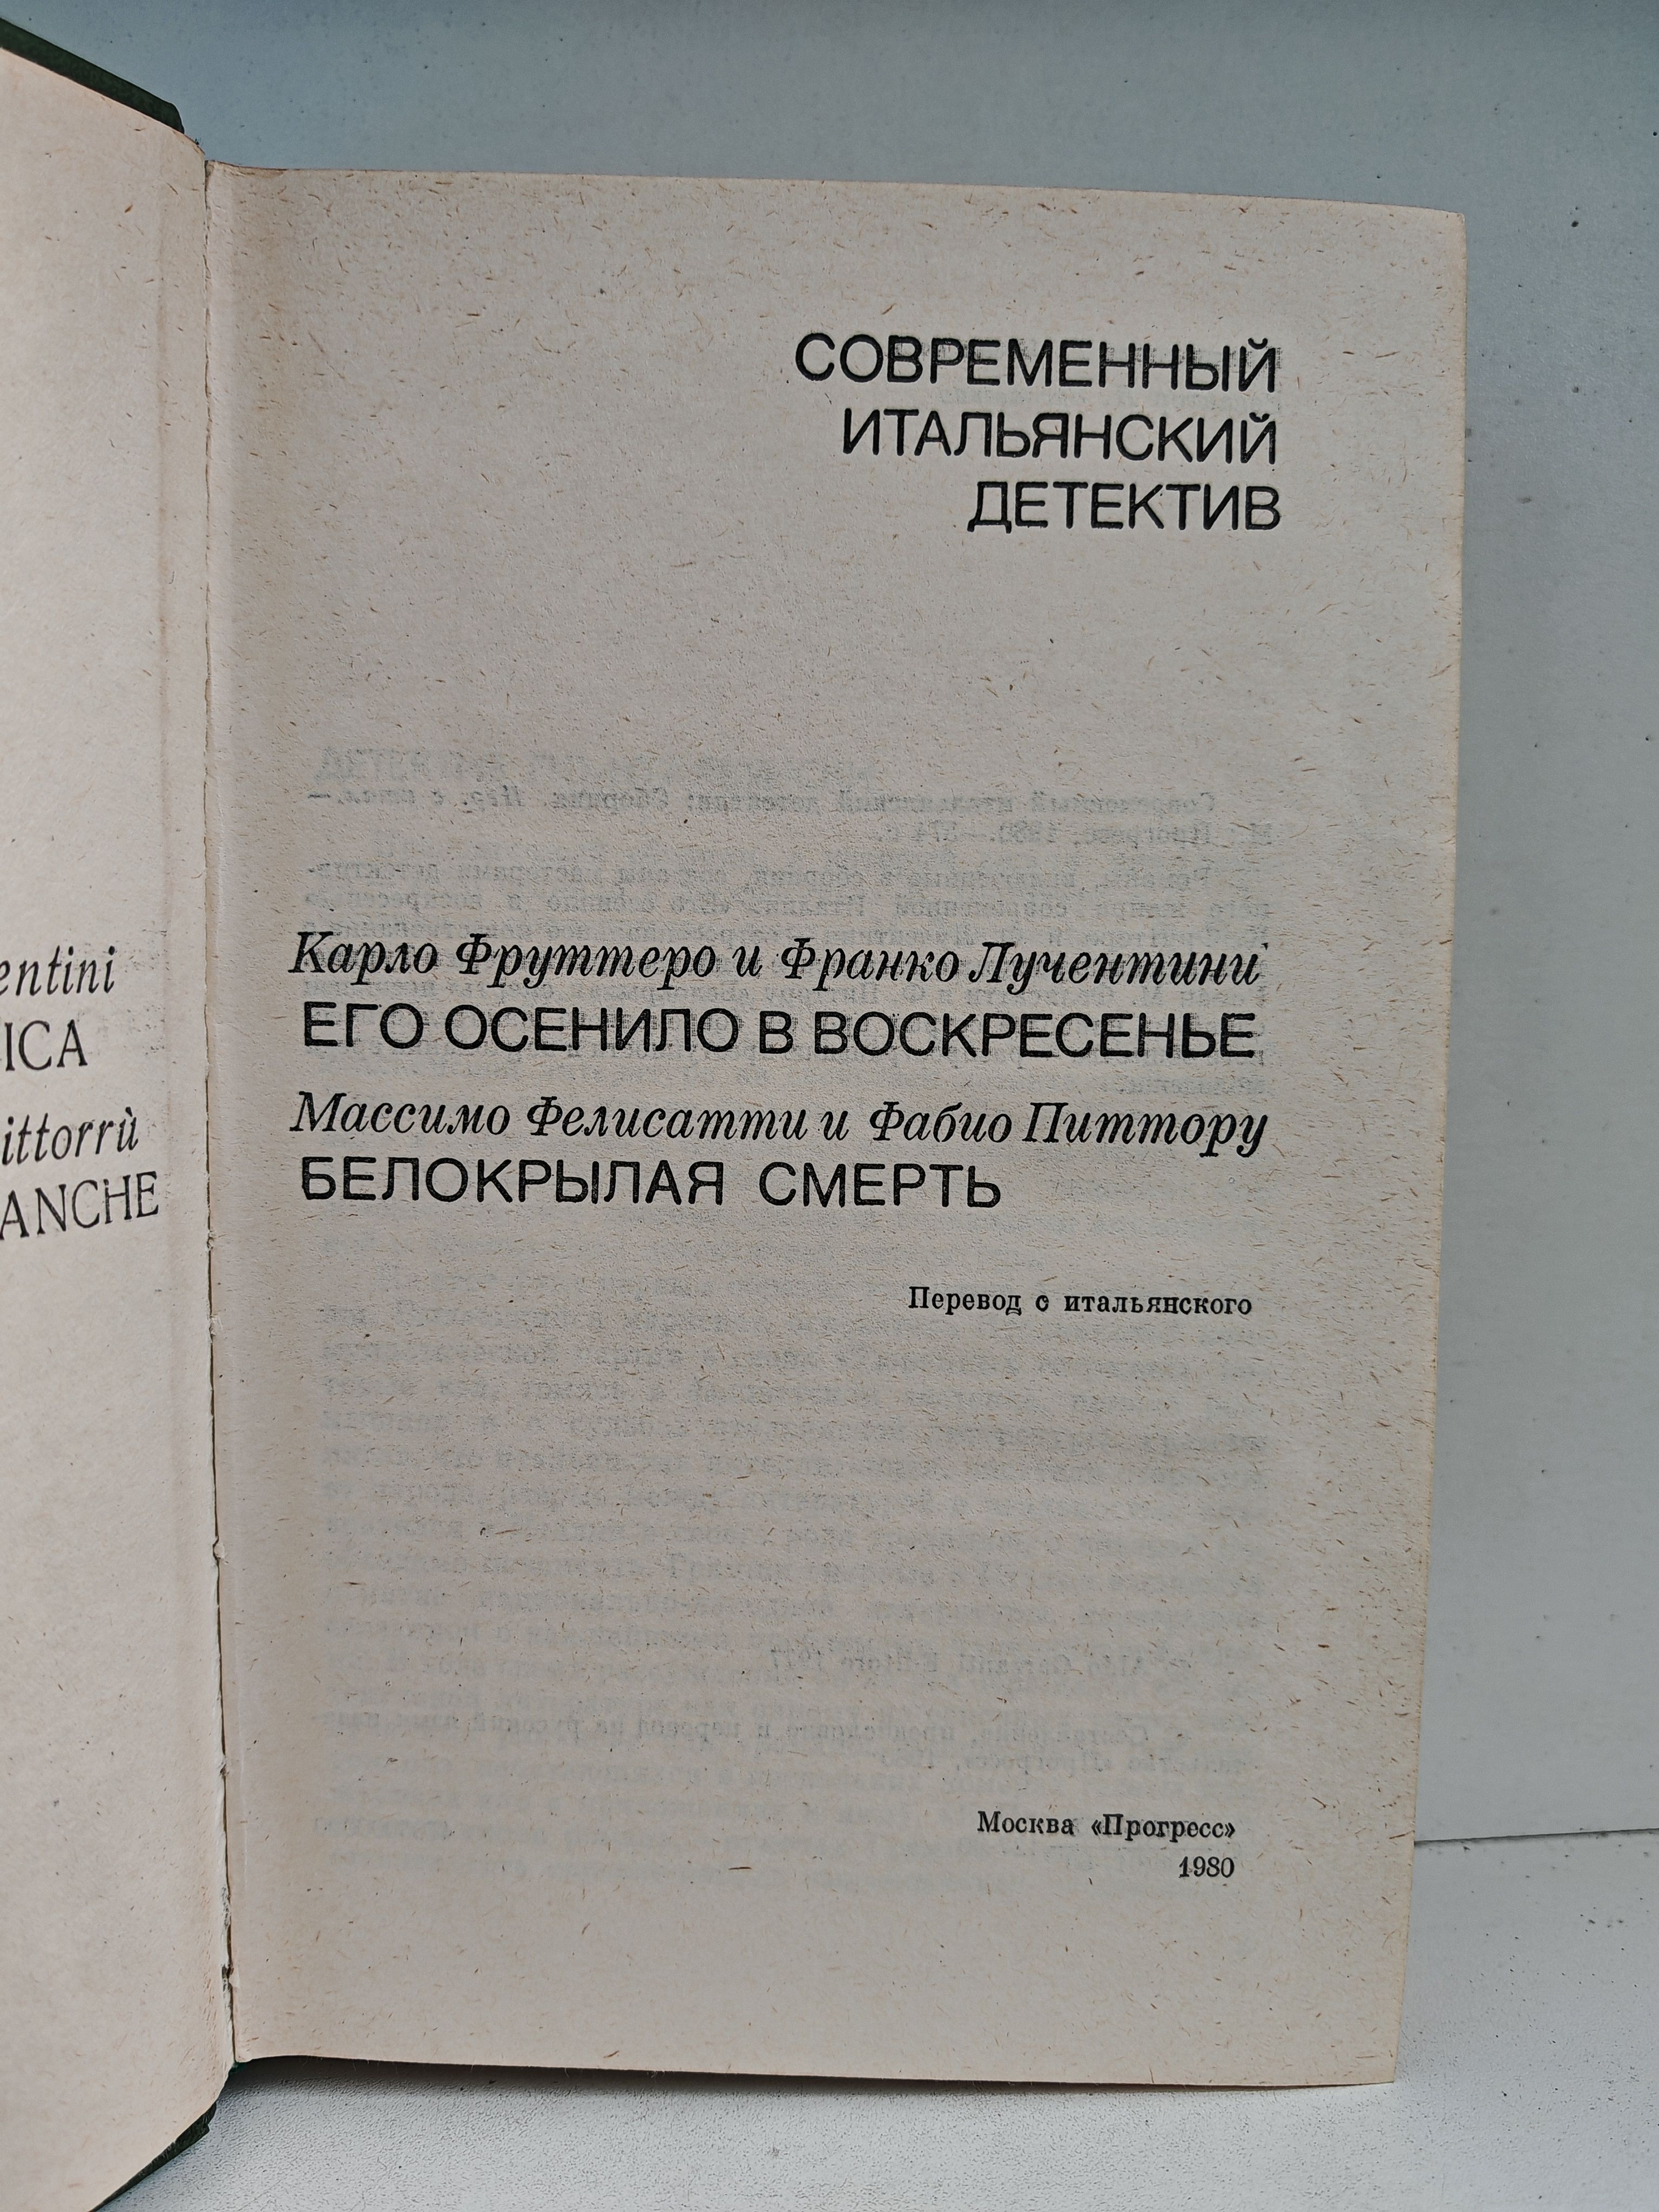 entini
ICA
ittorrù
ANCHE
СОВРЕМЕННЫЙ
ИТАЛЬЯНСКИЙ
ДЕТЕКТИВ
Карло Фруттеро и Франко Лучентини
ЕГО ОСЕНИЛО В ВОСКРЕСЕНЬЕ
Массимо Фелисатти и Фабио Питтору
БЕЛОКРЫЛАЯ СМЕРТЬ
Перевод с итальянского
Москва «Прогресс»
1980